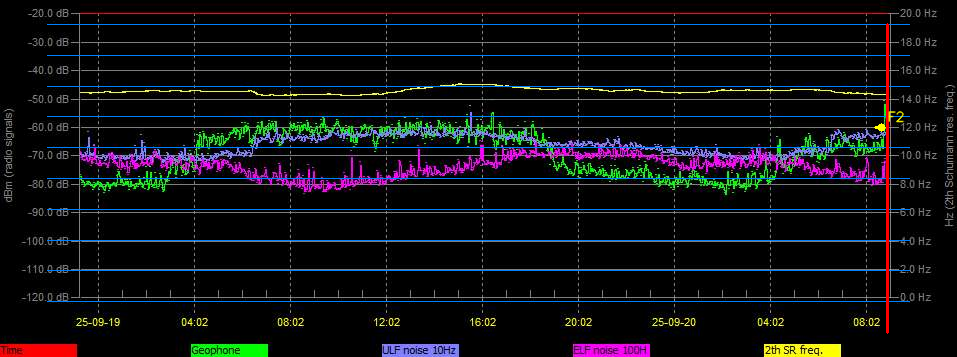 -20.0 dB 20.0 Hz
-30.0 dB 18.0 Hz
-40.0 dB 16.0 Hz
-50.0 dB 14.0 Hz
F2
-60.0 dB 12.0 Hz
-70.0 dB 10.0 Hz
-80.0 dB 8.0 Hz
-90.0 dB 6.0 Hz
-100.0 dB 4.0 Hz
-110.0 dB 2.0 Hz
-120.0 dB 0.0 Hz
dBm (radio signals)
Hz (2th Schumann res. freq.)
25-09-19 04:02 08:02 12:02 16:02 20:02 25-09-20 04:02 08:02
Time Geophone ULF noise 10Hz ELF noise 100H 2th SR freq.